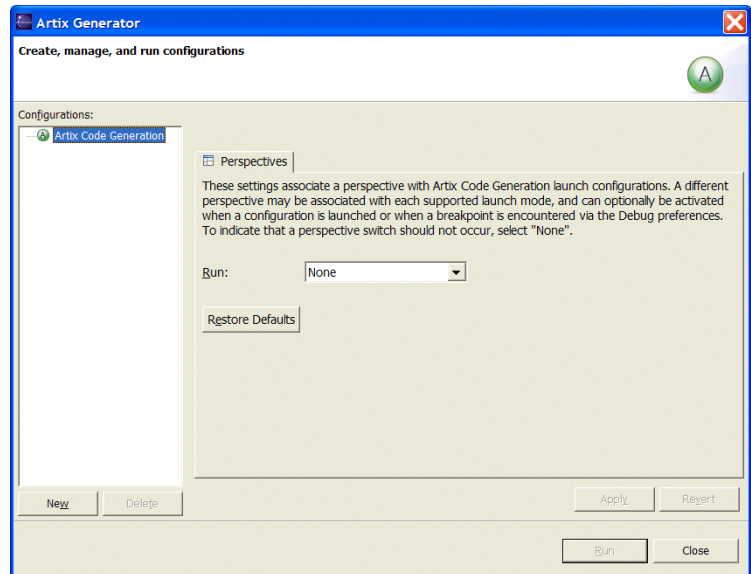 Artix Generator
Create, manage, and run configurations
A
Configurations:
A Artix Code Generation
Perspectives
These settings associate a perspective with Artix Code Generation launch configurations. A different
perspective may be associated with each supported launch mode, and can optionally be activated
when a configuration is launched or when a breakpoint is encountered via the Debug preferences.
To indicate that a perspective switch should not occur, select "None".
Run: None
Restore Defaults
New Delete Apply Revert
Run Close